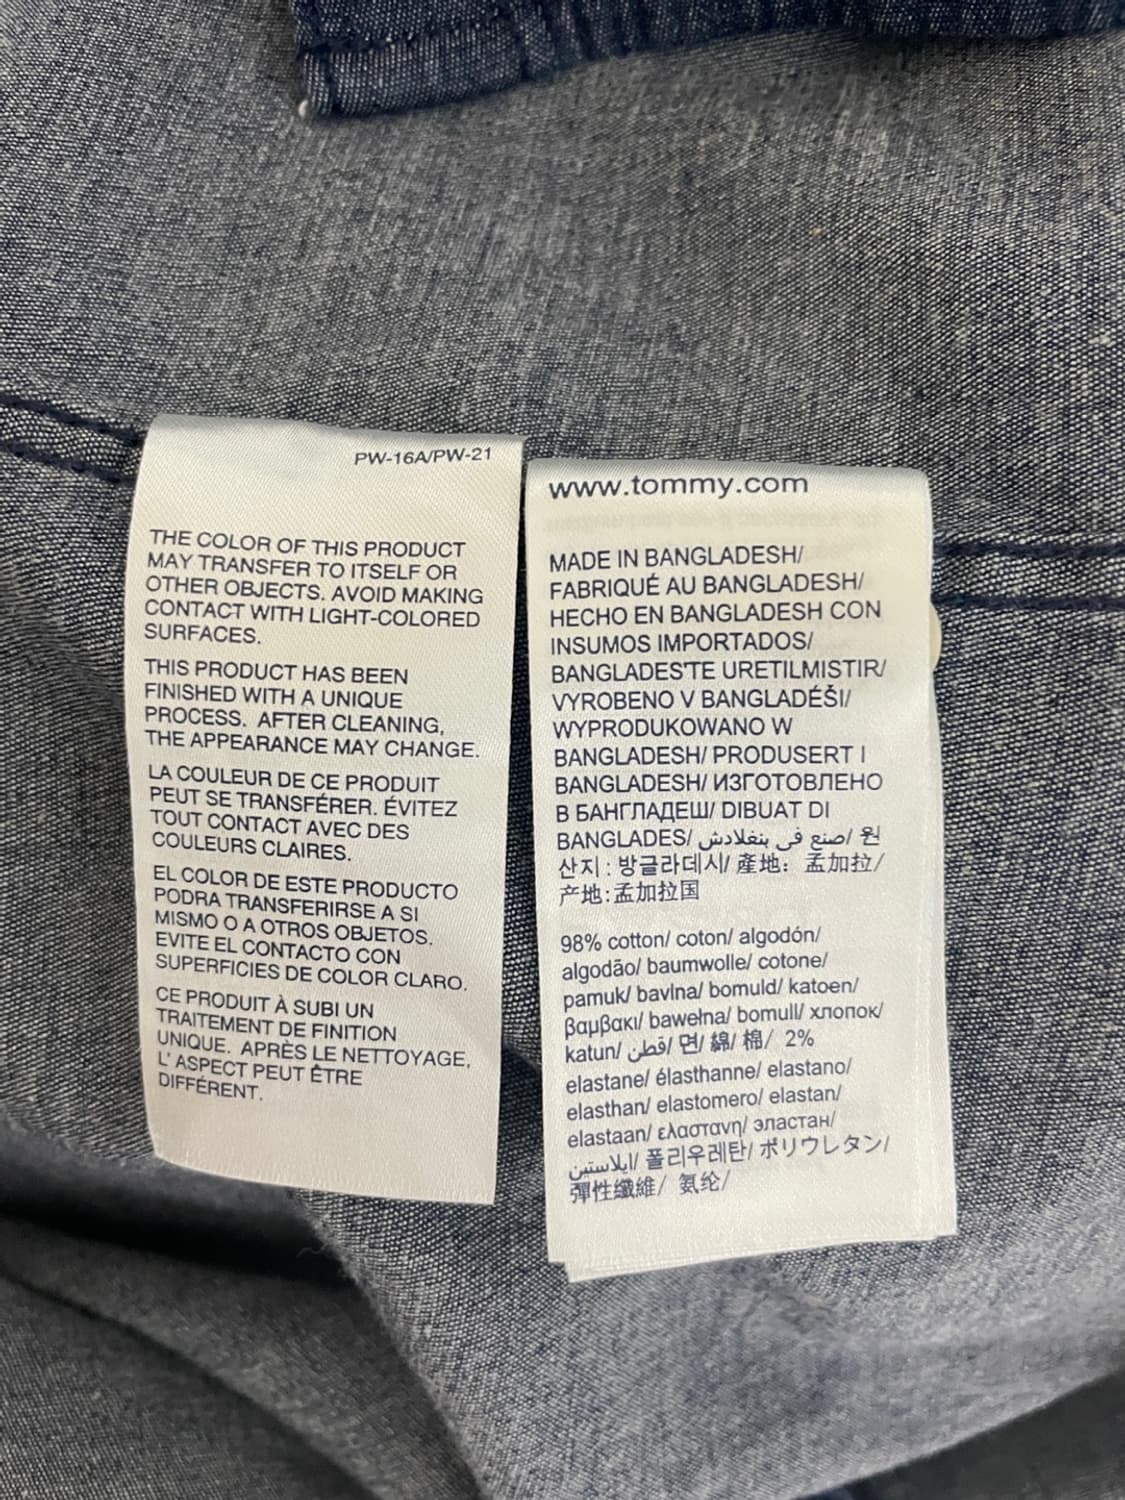 PW-16A/PW-21
THE COLOR OF THIS PRODUCT
MAY TRANSFER TO ITSELF OR
OTHER OBJECTS. AVOID MAKING
CONTACT WITH LIGHT-COLORED
SURFACES.
THIS PRODUCT HAS BEEN
FINISHED WITH A UNIQUE
PROCESS. AFTER CLEANING,
THE APPEARANCE MAY CHANGE.
LA COULEUR DE CE PRODUIT
PEUT SE TRANSFÉRER. ÉVITEZ
TOUT CONTACT AVEC DES
COULEURS CLAIRES.
EL COLOR DE ESTE PRODUCTO
PODRA TRANSFERIRSE A SI
MISMO O A OTROS OBJETOS.
EVITE EL CONTACTO CON
SUPERFICIES DE COLOR CLARO.
CE PRODUIT À SUBI UN
TRAITEMENT DE FINITION
UNIQUE. APRÈS LE NETTOYAGE,
L' ASPECT PEUT ÊTRE
DIFFÉRENT.
www.tommy.com
MADE IN BANGLADESH/
FABRIQUÉ AU BANGLADESH/
HECHO EN BANGLADESH CON
INSUMOS IMPORTADOS/
BANGLADES'TE URETILMISTIR/
VYROBENO V BANGLADÉŠI/
WYPRODUKOWANO W
BANGLADESH/ PRODUSERT I
BANGLADESH/ ИЗГОТОВЛЕНО
В БАНГЛАДЕШ/ DIBUAT DI
BANGLADES/ صنع في بنغلادش/ 원
산지 : 방글라데시/ 產地: 孟加拉/
产地:孟加拉国
98% cotton/ coton/ algodón/
algodão/ baumwolle/ cotone/
pamuk/ bavlna/ bomuld/ katoen/
βαμβακι/ bawełna/ bomull/ хлопок/
katun/ قطن/ 면/ 綿/ 棉/ 2%
elastane/ élasthanne/ elastano/
elasthan/ elastomero/ elastan/
elastaan/ ελαστανη/ эластан/
ايلاستين/ 폴리우레탄/ ポリウレタン/
彈性纖維/ 氨纶/